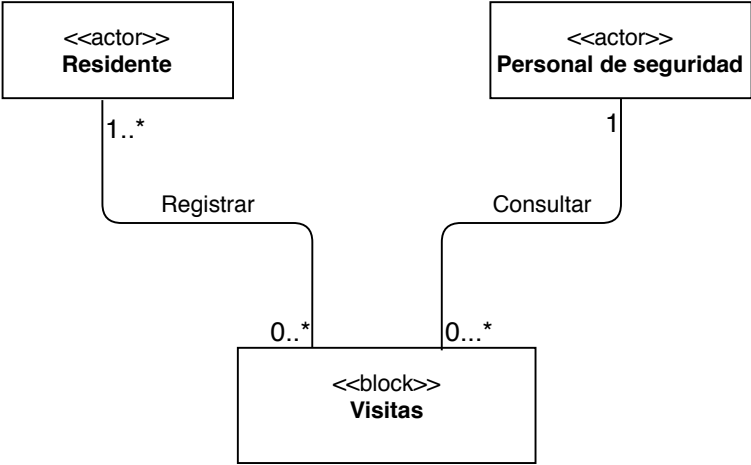 <<actor>>
Residente
<<actor>>
Personal de seguridad
1..*
1
Registrar
Consultar
0..*
0...*
<<block>>
Visitas